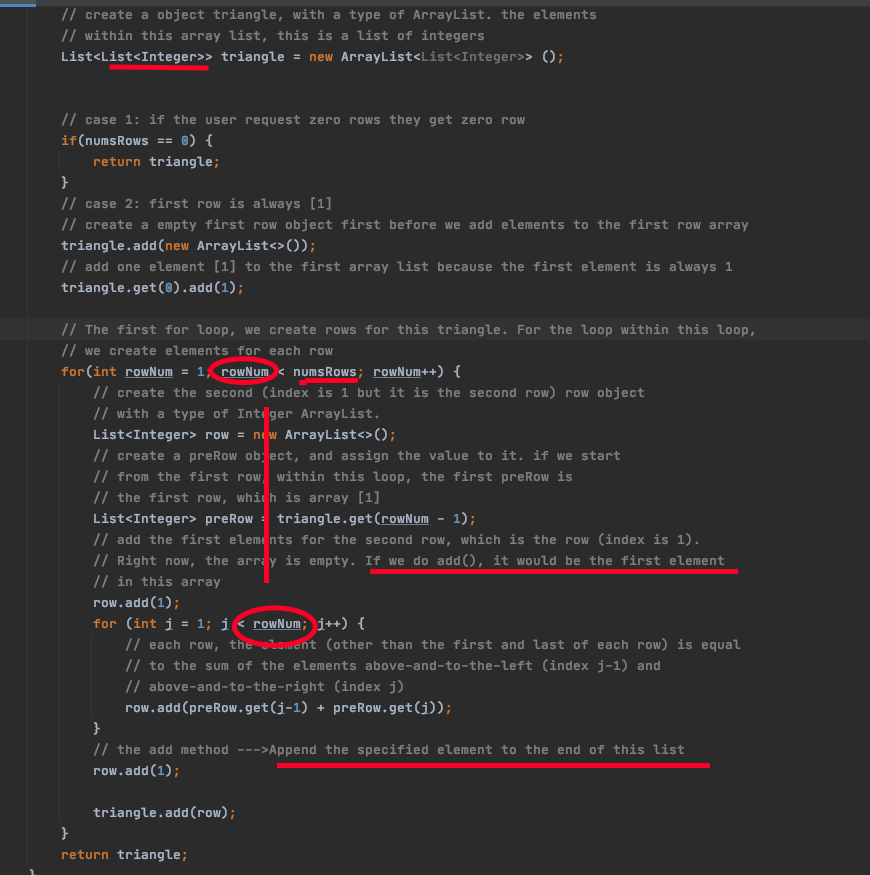 // create a object triangle, with a type of ArrayList. the elements
// within this array list, this is a list of integers
List<List<Integer>> triangle = new ArrayList<List<Integer>> ();
// case 1: if the user request zero rows they get zero row
if(numsRows == 0) {
return triangle;
}
// case 2: first row is always [1]
// create a empty first row object first before we add elements to the first row array
triangle.add(new ArrayList<>());
// add one element [1] to the first array list because the first element is always 1
triangle.get(0).add(1);
// The first for loop, we create rows for this triangle. For the loop within this loop,
// we create elements for each row
for(int rowNum = 1; rowNum < numsRows; rowNum++) {
// create the second (index is 1 but it is the second row) row object
// with a type of Integer ArrayList.
List<Integer> row = new ArrayList<>();
// create a preRow object, and assign the value to it. if we start
// from the first row, within this loop, the first preRow is
// the first row, which is array [1]
List<Integer> preRow = triangle.get(rowNum - 1);
// add the first elements for the second row, which is the row (index is 1).
// Right now, the array is empty. If we do add(), it would be the first element
// in this array
row.add(1);
for (int j = 1; j < rowNum; j++) {
// each row, the element (other than the first and last of each row) is equal
// to the sum of the elements above-and-to-the-left (index j-1) and
// above-and-to-the-right (index j)
row.add(preRow.get(j-1) + preRow.get(j));
}
// the add method --->Append the specified element to the end of this list
row.add(1);
triangle.add(row);
}
return triangle;
}